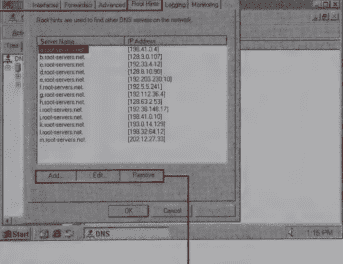 Interfaces Forwarders Advanced Root Hints Logging Monitoring
Root hints are used to find other DNS servers on the network.
Server Name IP Address
[198.41.0.4]
b.root-servers.net. [128.9.0.107]
c.root-servers.net. [192.33.4.12]
d.root-servers.net. [128.8.10.90]
e.root-servers.net. [192.203.230.10]
f.root-servers.net. [192.5.5.241]
g.root-servers.net. [192.112.36.4]
h.root-servers.net. [128.63.2.53]
i.root-servers.net. [192.36.148.17]
j.root-servers.net. [198.41.0.10]
k.root-servers.net. [193.0.14.129]
l.root-servers.net. [198.32.64.12]
m.root-servers.net. [202.12.27.33]
Add... Edit... Remove
OK Cancel
Start DNS 1:15 PM